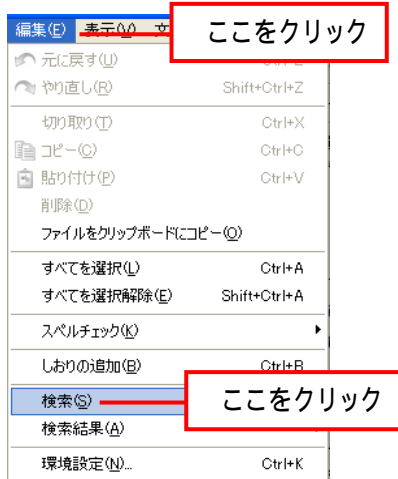 編集(E) 表示(V) 文
ここをクリック
元に戻す(U)
やり直し(R) Shift+Ctrl+Z
切り取り(T) Ctrl+X
コピー(C) Ctrl+C
貼り付け(P) Ctrl+V
削除(D)
ファイルをクリップボードにコピー(O)
すべてを選択(L) Ctrl+A
すべてを選択解除(E) Shift+Ctrl+A
スペルチェック(K)
しおりの追加(B) Ctrl+B
検索(S)
ここをクリック
検索結果(A)
環境設定(N)... Ctrl+K